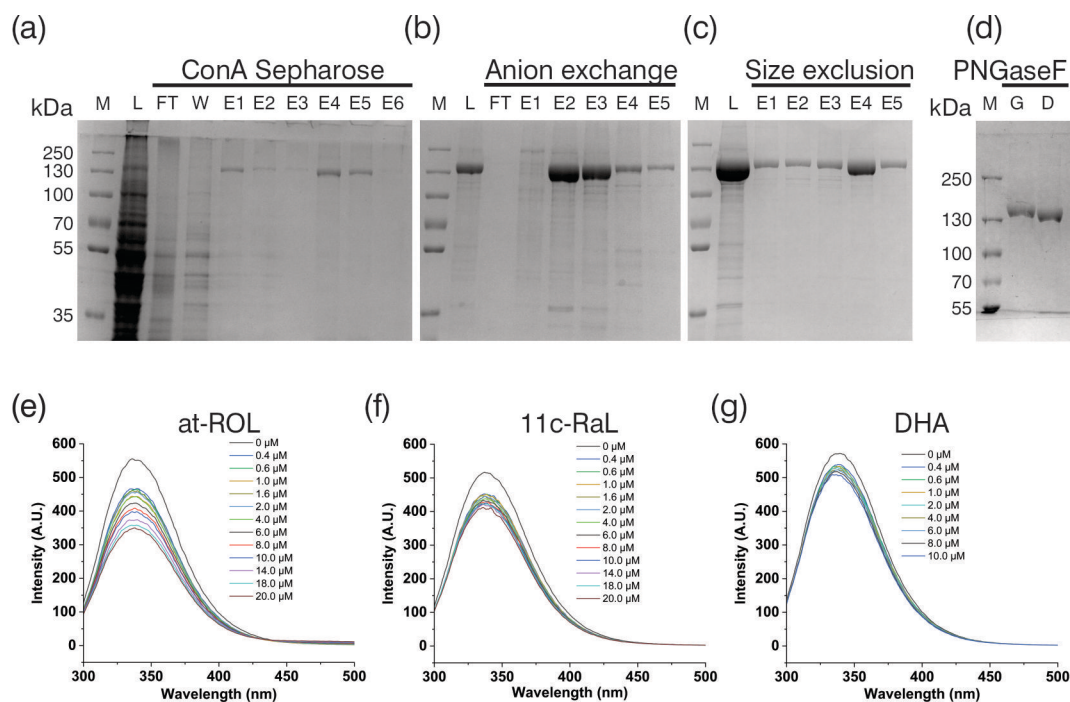 (a) (b) (c) (d)
ConA Sepharose Anion exchange Size exclusion PNGaseF
kDa M L FT W E1 E2 E3 E4 E5 E6 L FT E1 E2 E3 E4 E5 M L E1 E2 E3 E4 E5 kDa M G D
250
130
100
70
55
35
250
130
100
70
55
(e) at-ROL
600
500
400
300
200
100
0
Intensity (A.U.)
300 350 400 450 500
Wavelength (nm)
0 µM
0.4 µM
0.6 µM
1.0 µM
1.6 µM
2.0 µM
4.0 µM
6.0 µM
8.0 µM
10.0 µM
14.0 µM
18.0 µM
20.0 µM
(f) 11c-RaL
600
500
400
300
200
100
0
Intensity (A.U.)
300 350 400 450 500
Wavelength (nm)
0 µM
0.4 µM
0.6 µM
1.0 µM
1.6 µM
2.0 µM
4.0 µM
6.0 µM
8.0 µM
10.0 µM
14.0 µM
18.0 µM
20.0 µM
(g) DHA
600
500
400
300
200
100
0
Intensity (A.U.)
300 350 400 450 500
Wavelength (nm)
0 µM
0.4 µM
0.6 µM
1.0 µM
2.0 µM
4.0 µM
6.0 µM
8.0 µM
10.0 µM